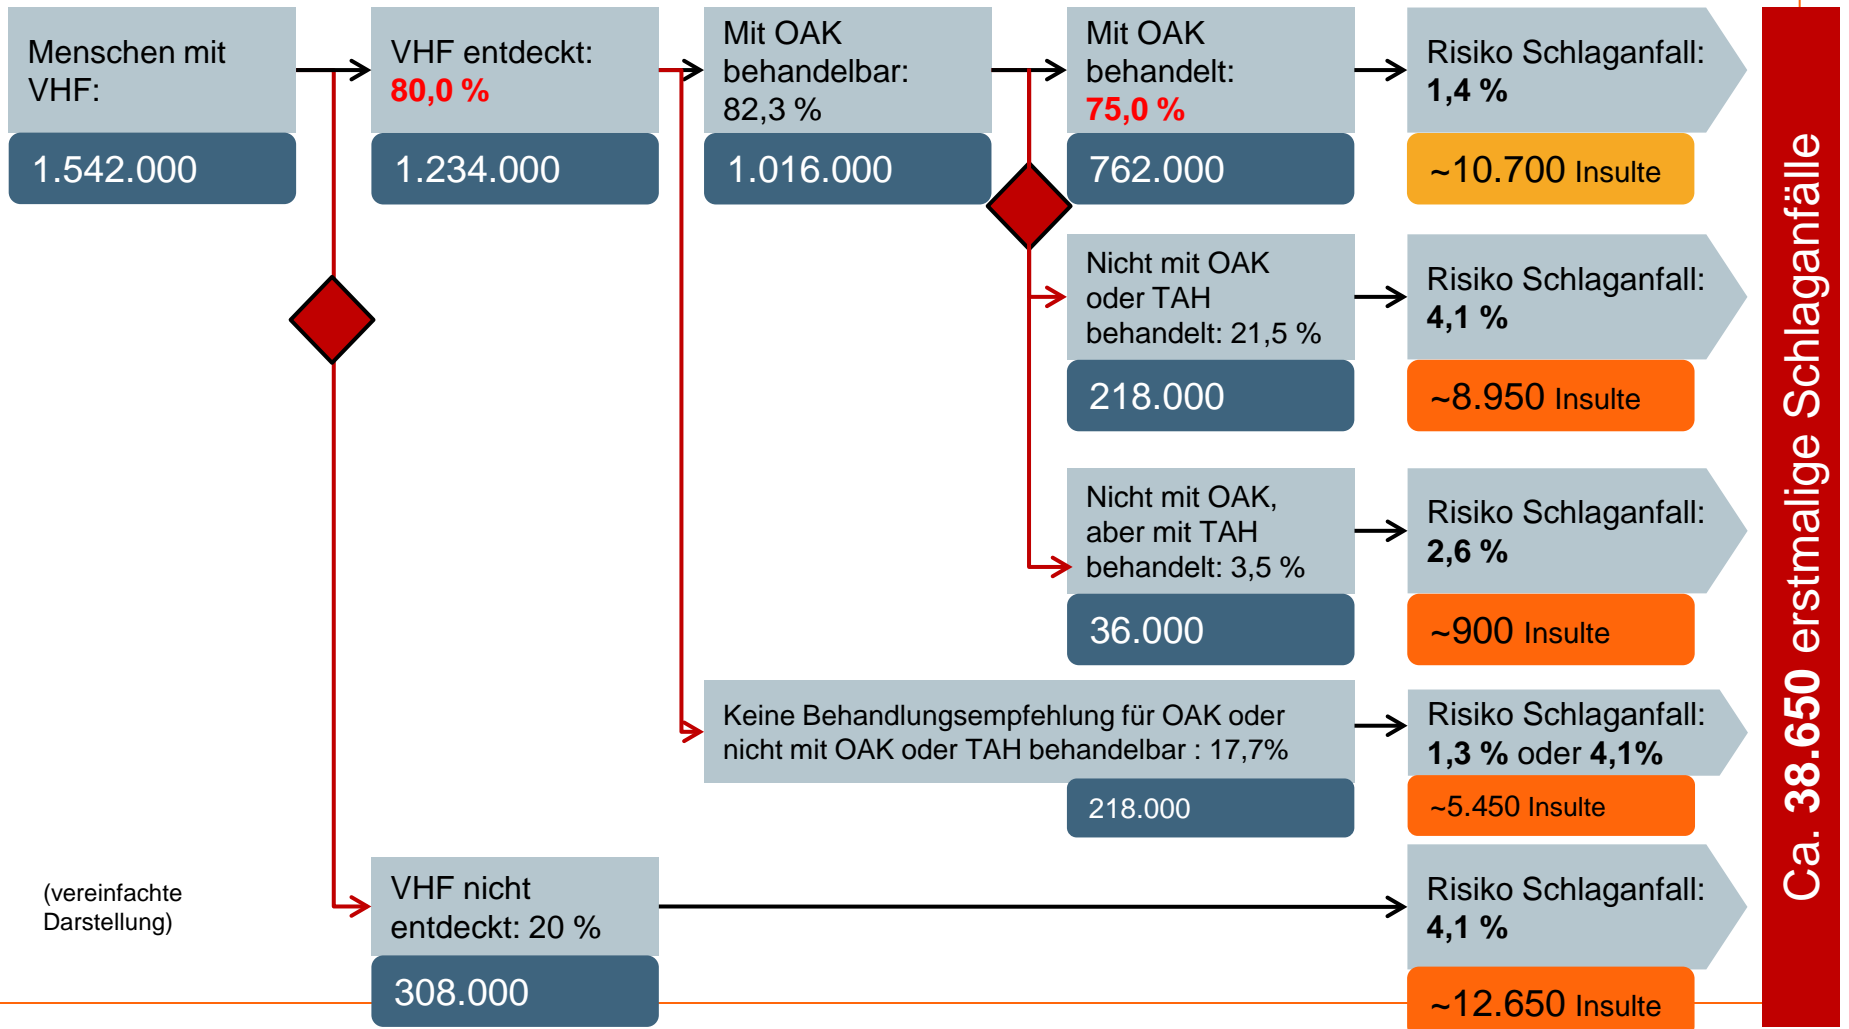 Menschen mit
VHF:
1.542.000
VHF entdeckt:
80,0 %
1.234.000
Mit OAK
behandelbar:
82,3 %
1.016.000
Mit OAK
behandelt:
75,0 %
762.000
Risiko Schlaganfall:
1,4 %
~10.700 Insulte
Nicht mit OAK
oder TAH
behandelt: 21,5 %
218.000
Risiko Schlaganfall:
4,1 %
~8.950 Insulte
Nicht mit OAK,
aber mit TAH
behandelt: 3,5 %
36.000
Risiko Schlaganfall:
2,6 %
~900 Insulte
Keine Behandlungsempfehlung für OAK oder
nicht mit OAK oder TAH behandelbar : 17,7%
218.000
Risiko Schlaganfall:
1,3 % oder 4,1%
~5.450 Insulte
(vereinfachte
Darstellung)
VHF nicht
entdeckt: 20 %
308.000
Risiko Schlaganfall:
4,1 %
~12.650 Insulte
Ca. 38.650 erstmalige Schlaganfälle